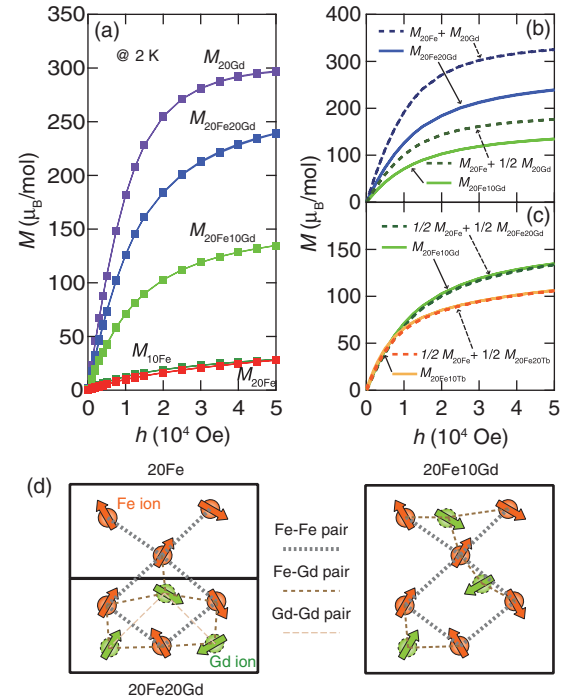 (a)
@ 2 K
M20Gd
M20Fe20Gd
M20Fe10Gd
M10Fe
M20Fe
350
300
250
200
150
100
50
0
M (μB/mol)
0 1 2 3 4 5
h (10⁴ Oe)
(b)
M20Fe + M20Gd
M20Fe20Gd
M20Fe + 1/2 M20Gd
M20Fe10Gd
400
300
200
100
0
(c)
1/2 M20Fe + 1/2 M20Fe20Gd
M20Fe10Gd
1/2 M20Fe + 1/2 M20Fe20Tb
M20Fe10Tb
150
100
50
0
M (μB/mol)
0 1 2 3 4 5
h (10⁴ Oe)
(d)
20Fe
Fe ion
Gd ion
20Fe20Gd
Fe-Fe pair
Fe-Gd pair
Gd-Gd pair
20Fe10Gd